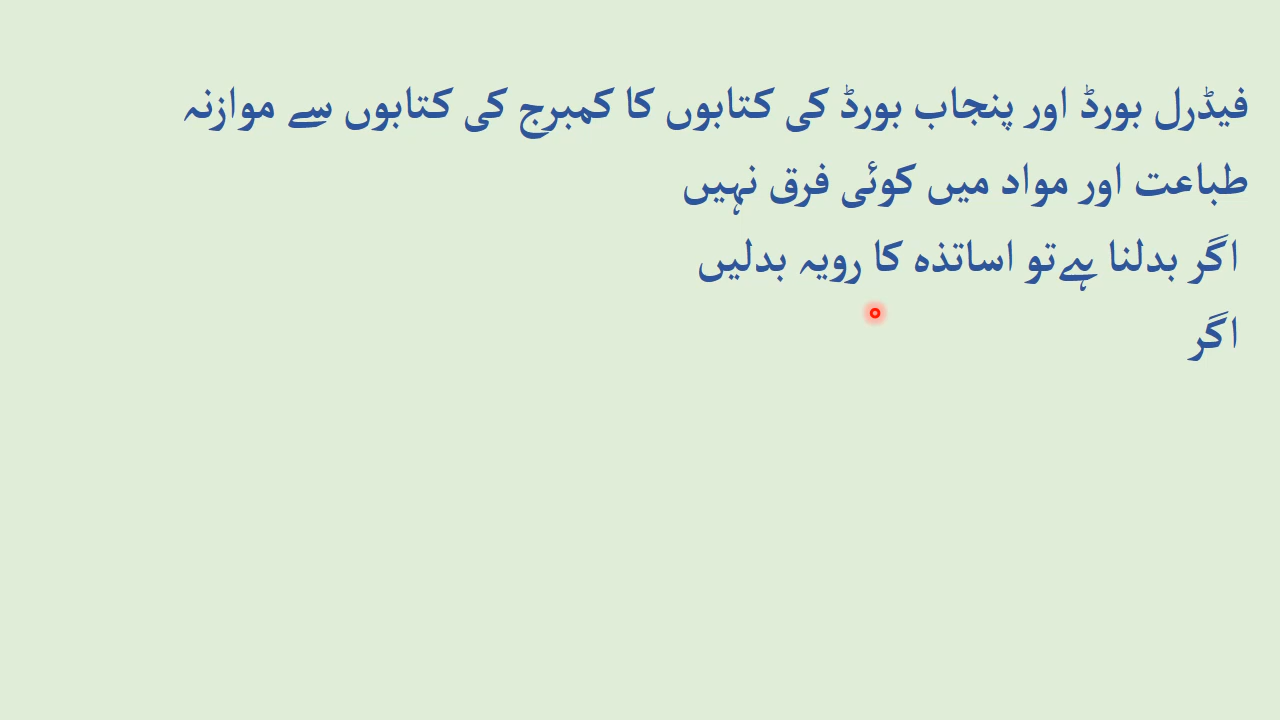 فیڈرل بورڈ اور پنجاب بورڈ کی کتابوں کا کمبرج کی کتابوں سے موازنہ
طباعت اور مواد میں کوئی فرق نہیں
اگر بدلنا ہےتو اساتذہ کا رویہ بدلیں
اگر